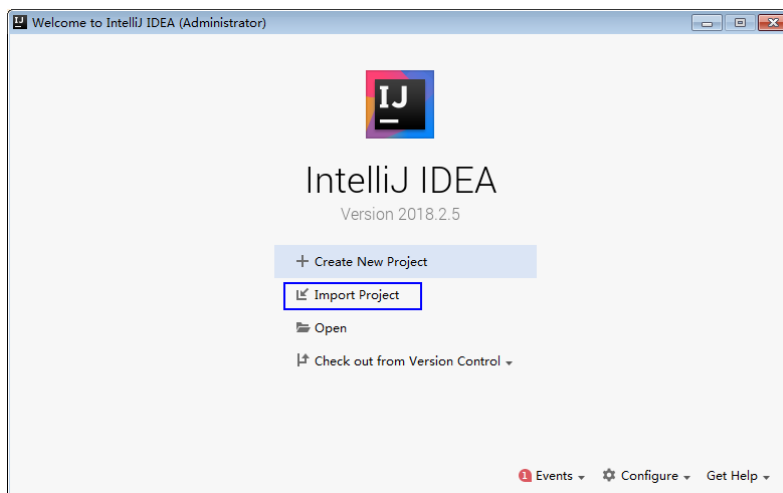 Welcome to IntelliJ IDEA (Administrator)
IJ
IntelliJ IDEA
Version 2018.2.5
Create New Project
Import Project
Open
Check out from Version Control
1 Events Configure Get Help